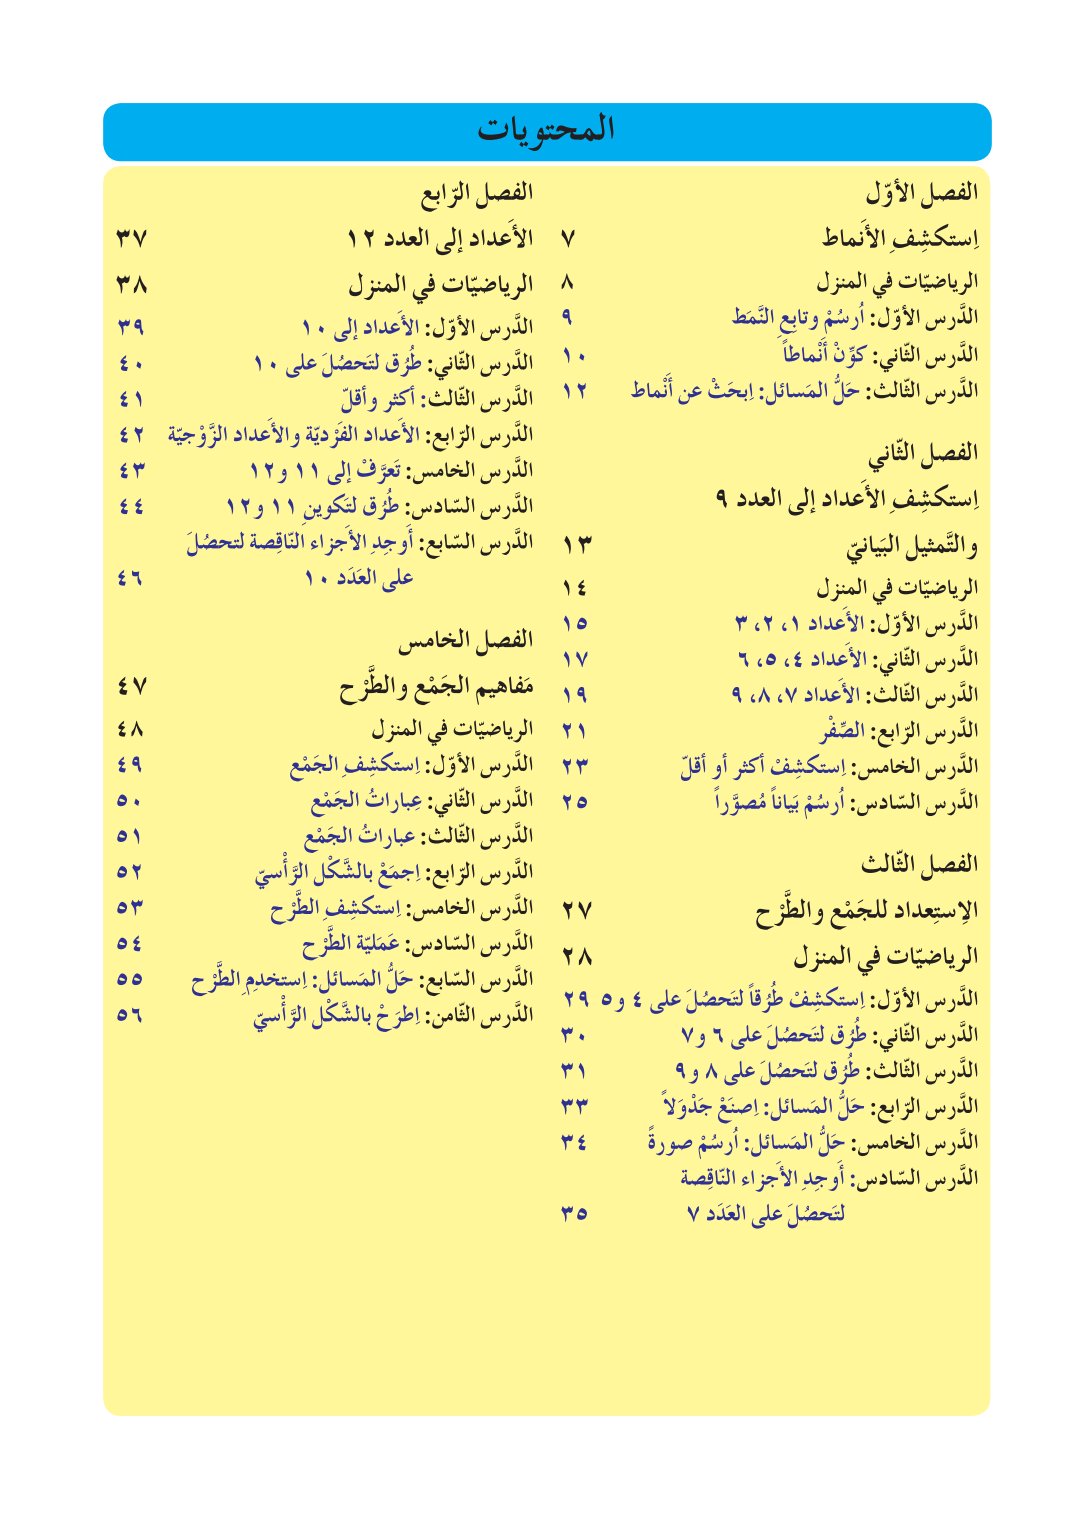 المحتويات
الفصل الأوّل
اِستكشِفِ الأَنماط ٧
الرياضيّات في المنزل ٨
الدَّرس الأوّل: اُرسُمْ وتابِعِ النَّمَط ٩
الدَّرس الثّاني: كوِّنْ أَنْماطاً ١٠
الدَّرس الثّالث: حَلُّ المَسائل: اِبحَثْ عن أَنْماط ١٢
الفصل الثّاني
اِستكشِفِ الأَعداد إلى العدد ٩
والتَّمثيل البَيانيّ ١٣
الرياضيّات في المنزل ١٤
الدَّرس الأوّل: الأَعداد ١، ٢، ٣ ١٥
الدَّرس الثّاني: الأَعداد ٤، ٥، ٦ ١٧
الدَّرس الثّالث: الأَعداد ٧، ٨، ٩ ١٩
الدَّرس الرّابع: الصِّفْر ٢١
الدَّرس الخامس: اِستكشِفْ أكثر أو أقلّ ٢٣
الدَّرس السّادس: اُرسُمْ بَياناً مُصوَّراً ٢٥
الفصل الثّالث
الاِستِعداد للجَمْع والطَّرْح ٢٧
الرياضيّات في المنزل ٢٨
الدَّرس الأوّل: اِستكشِفْ طُرُقاً لتَحصُلَ على ٤ و٥ ٢٩
الدَّرس الثّاني: طُرُق لتَحصُلَ على ٦ و٧ ٣٠
الدَّرس الثّالث: طُرُق لتَحصُلَ على ٨ و٩ ٣١
الدَّرس الرّابع: حَلُّ المَسائل: اِصنَعْ جَدْوَلاً ٣٣
الدَّرس الخامس: حَلُّ المَسائل: اُرسُمْ صورةً ٣٤
الدَّرس السّادس: أَوجِدِ الأَجزاء النّاقِصة
لتَحصُلَ على العَدَد ٧ ٣٥
الفصل الرّابع
الأَعداد إلى العدد ١٢ ٣٧
الرياضيّات في المنزل ٣٨
الدَّرس الأوّل: الأَعداد إلى ١٠ ٣٩
الدَّرس الثّاني: طُرُق لتَحصُلَ على ١٠ ٤٠
الدَّرس الثّالث: أكثر وأقلّ ٤١
الدَّرس الرّابع: الأَعداد الفَرْديّة والأَعداد الزَّوْجيّة ٤٢
الدَّرس الخامس: تَعرَّفْ إلى ١١ و١٢ ٤٣
الدَّرس السّادس: طُرُق لتَكوينِ ١١ و١٢ ٤٤
الدَّرس السّابع: أَوجِدِ الأَجزاء النّاقِصة لتحصُلَ
على العَدَد ١٠ ٤٦
الفصل الخامس
مَفاهيم الجَمْع والطَّرْح ٤٧
الرياضيّات في المنزل ٤٨
الدَّرس الأوّل: اِستكشِفِ الجَمْع ٤٩
الدَّرس الثّاني: عِباراتُ الجَمْع ٥٠
الدَّرس الثّالث: عباراتُ الجَمْع ٥١
الدَّرس الرّابع: اِجمَعْ بالشَّكْل الرَّأْسيّ ٥٢
الدَّرس الخامس: اِستكشِفِ الطَّرْح ٥٣
الدَّرس السّادس: عَمَليّة الطَّرْح ٥٤
الدَّرس السّابع: حَلُّ المَسائل: اِستخدِمِ الطَّرْح ٥٥
الدَّرس الثّامن: اِطرَحْ بالشَّكْل الرَّأْسيّ ٥٦